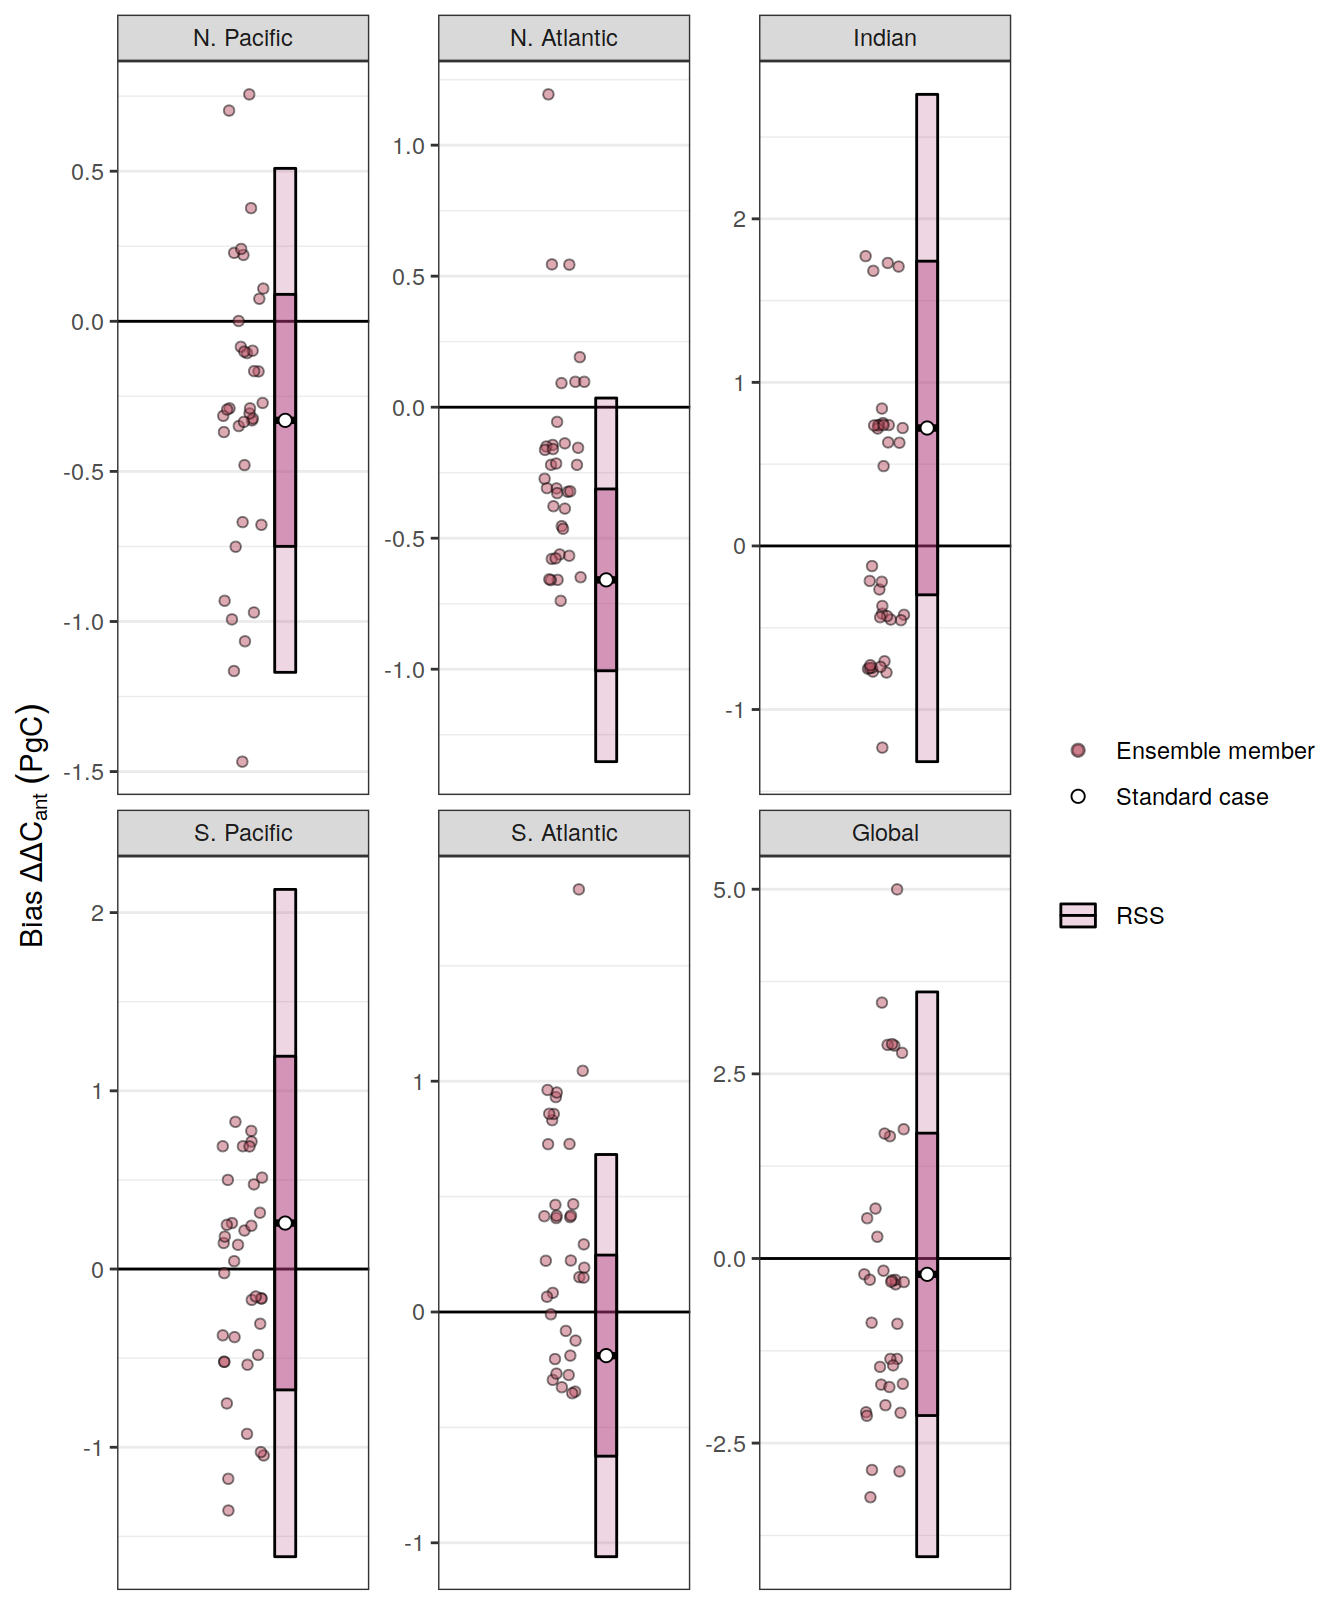 N. Pacific
N. Atlantic
Indian
0.5
0.0
-0.5
-1.0
-1.5
1.0
0.5
0.0
-0.5
-1.0
2
1
0
-1
Bias ΔΔCant (PgC)
S. Pacific
S. Atlantic
Global
2
1
0
-1
1
0
-1
5.0
2.5
0.0
-2.5
Ensemble member
Standard case
RSS